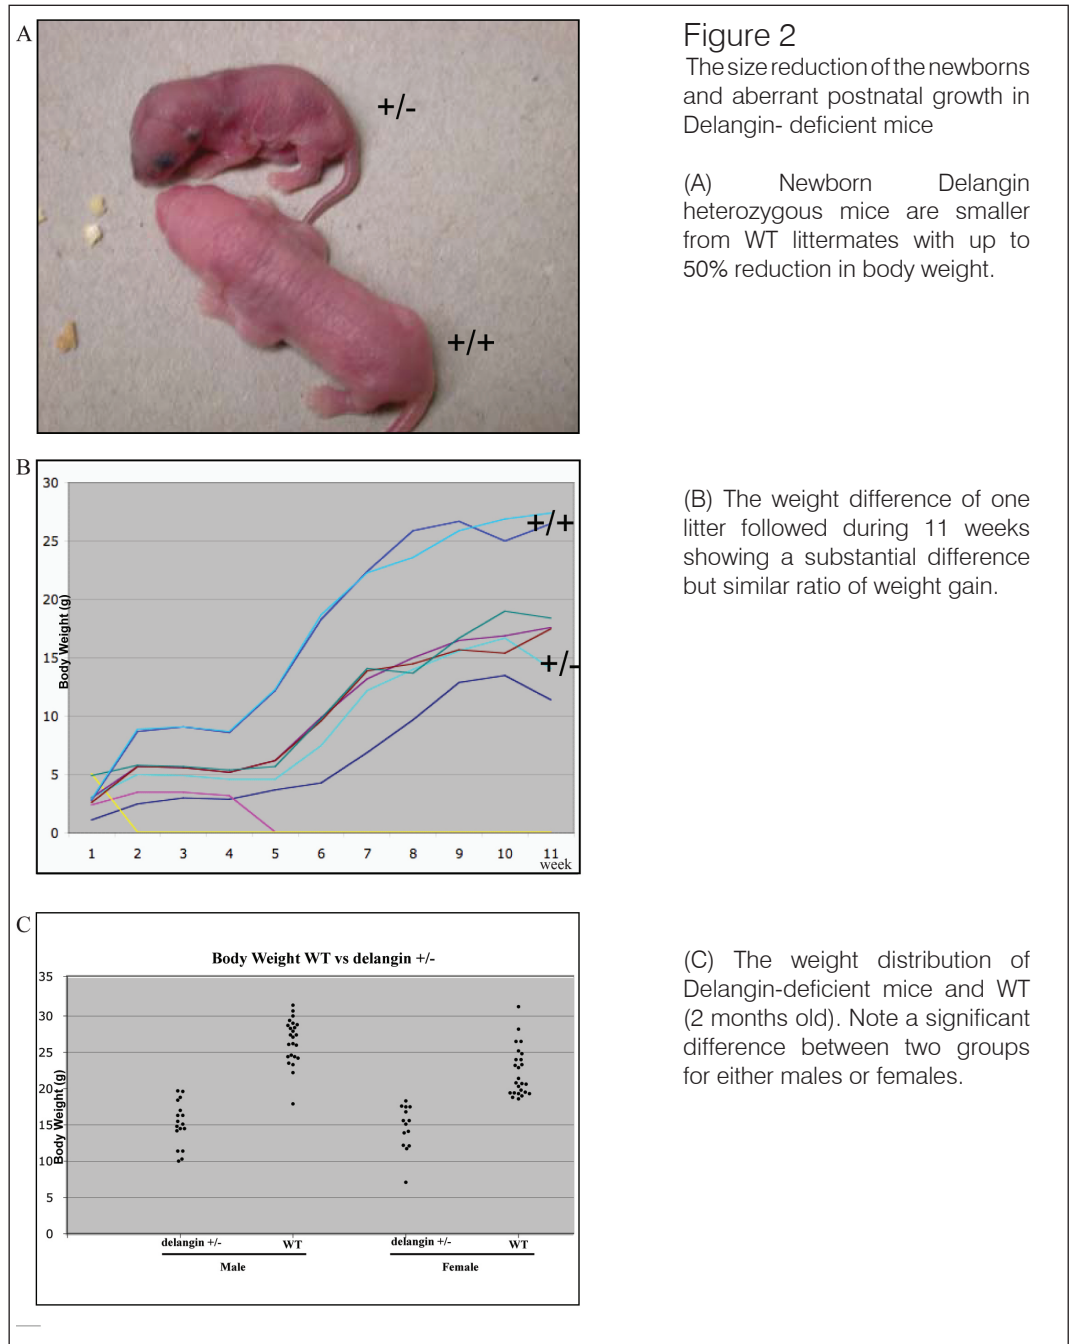 A
+/-
+/+
Figure 2
The size reduction of the newborns
and aberrant postnatal growth in
Delangin- deficient mice
(A) Newborn Delangin
heterozygous mice are smaller
from WT littermates with up to
50% reduction in body weight.
B
30
25
20
15
10
5
0
Body Weight (g)
+/+
+/-
1 2 3 4 5 6 7 8 9 10 11
week
(B) The weight difference of one
litter followed during 11 weeks
showing a substantial difference
but similar ratio of weight gain.
C
Body Weight WT vs delangin +/-
35
30
25
20
15
10
5
0
Body Weight (g)
delangin +/- WT delangin +/- WT
Male Female
(C) The weight distribution of
Delangin-deficient mice and WT
(2 months old). Note a significant
difference between two groups
for either males or females.